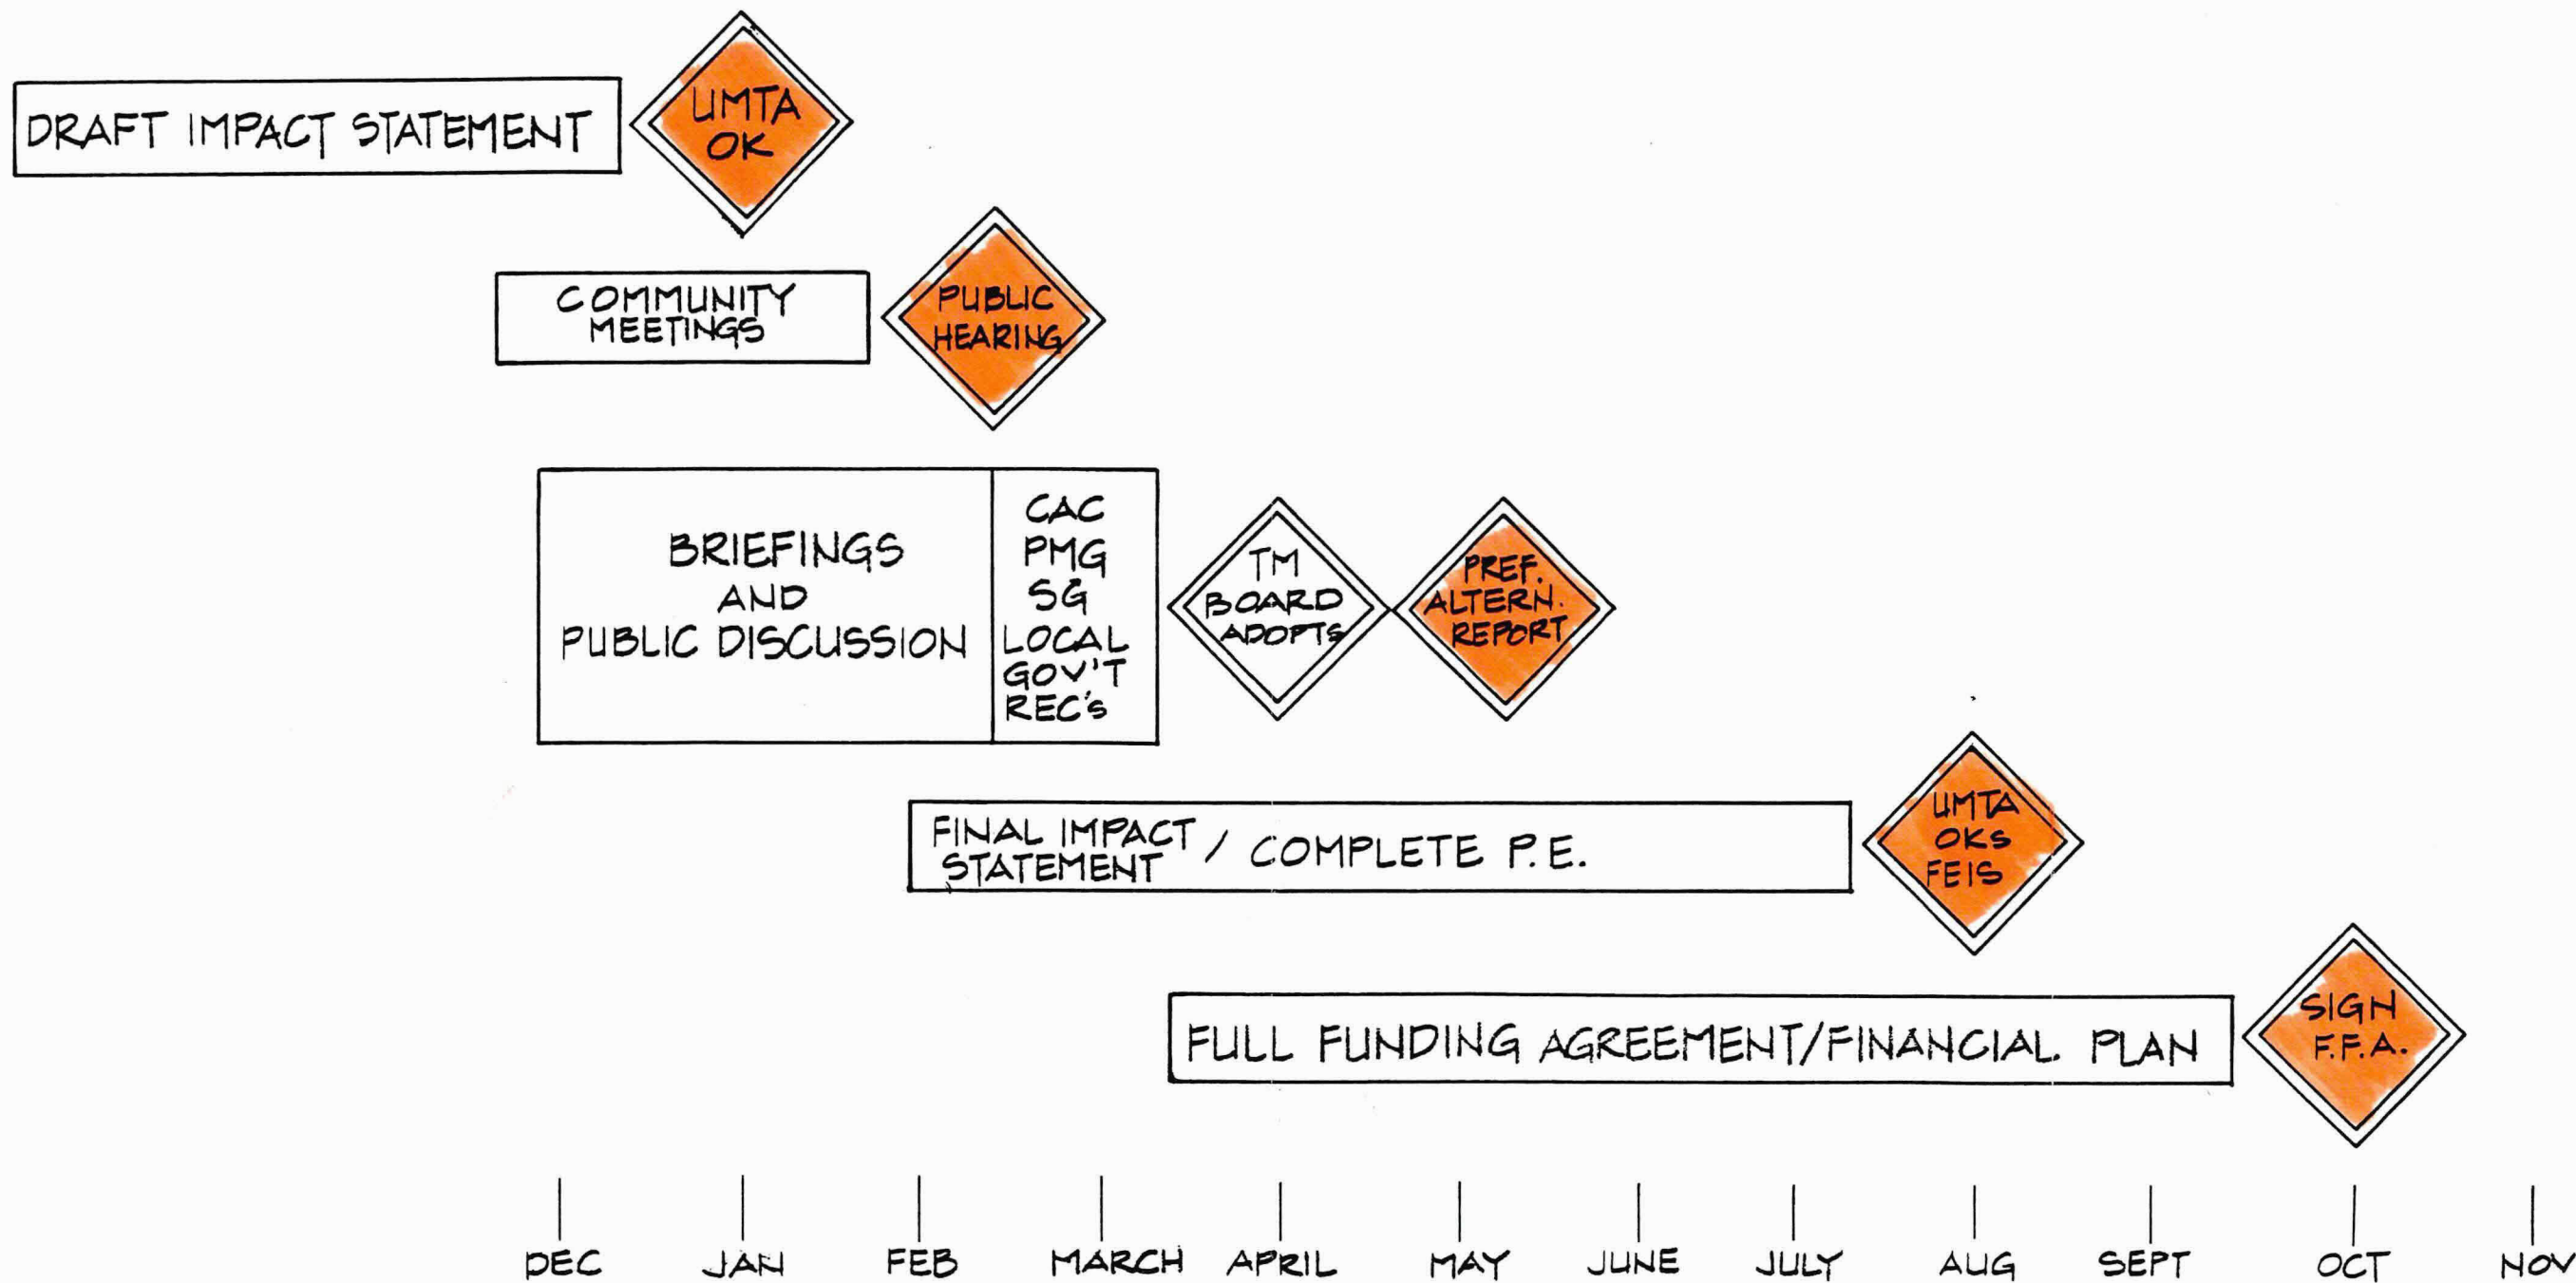 DRAFT IMPACT STATEMENT
UMTA
OK
COMMUNITY
MEETINGS
PUBLIC
HEARING
BRIEFINGS
AND
PUBLIC DISCUSSION
CAC
PMG
SG
LOCAL
GOV'T
REC's
TM
BOARD
ADOPTS
PREF.
ALTERN.
REPORT
FINAL IMPACT
STATEMENT / COMPLETE P.E.
UMTA
OKs
FEIS
FULL FUNDING AGREEMENT/FINANCIAL. PLAN
SIGN
F.F.A.
DEC JAN FEB MARCH APRIL MAY JUNE JULY AUG SEPT OCT NOV